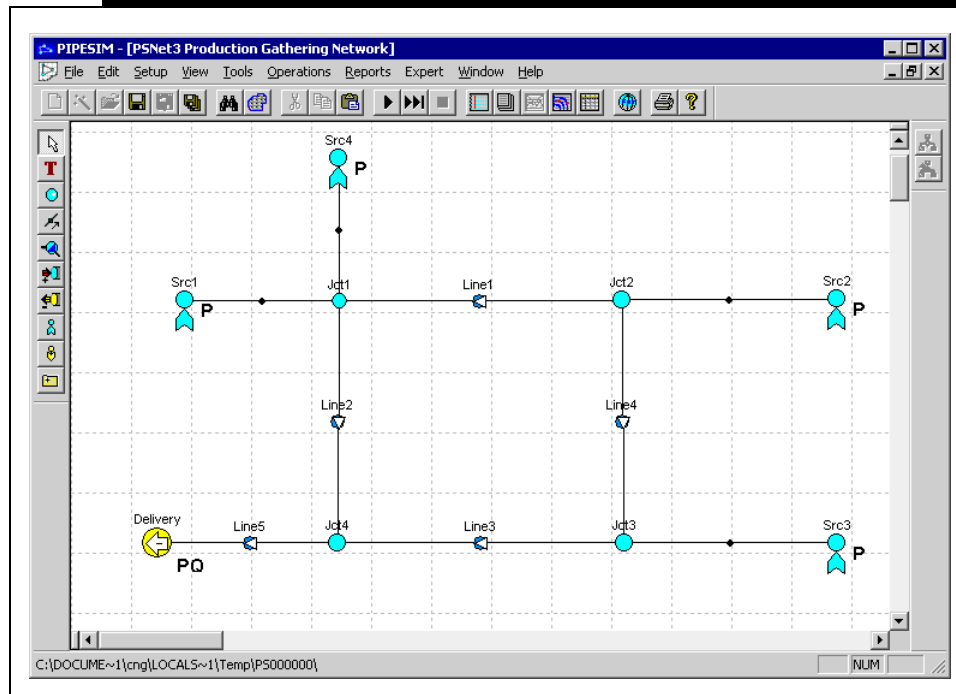 PIPESIM - [PSNet3 Production Gathering Network]
File Edit Setup View Tools Operations Reports Expert Window Help
T
Src4
P
Src1
P
Jct1
Line1
Jct2
Src2
P
Line2
Line4
Delivery
PQ
Line5
Jct4
Line3
Jct3
Src3
P
C:\DOCUME~1\cng\LOCALS~1\Temp\PS000000\
NUM